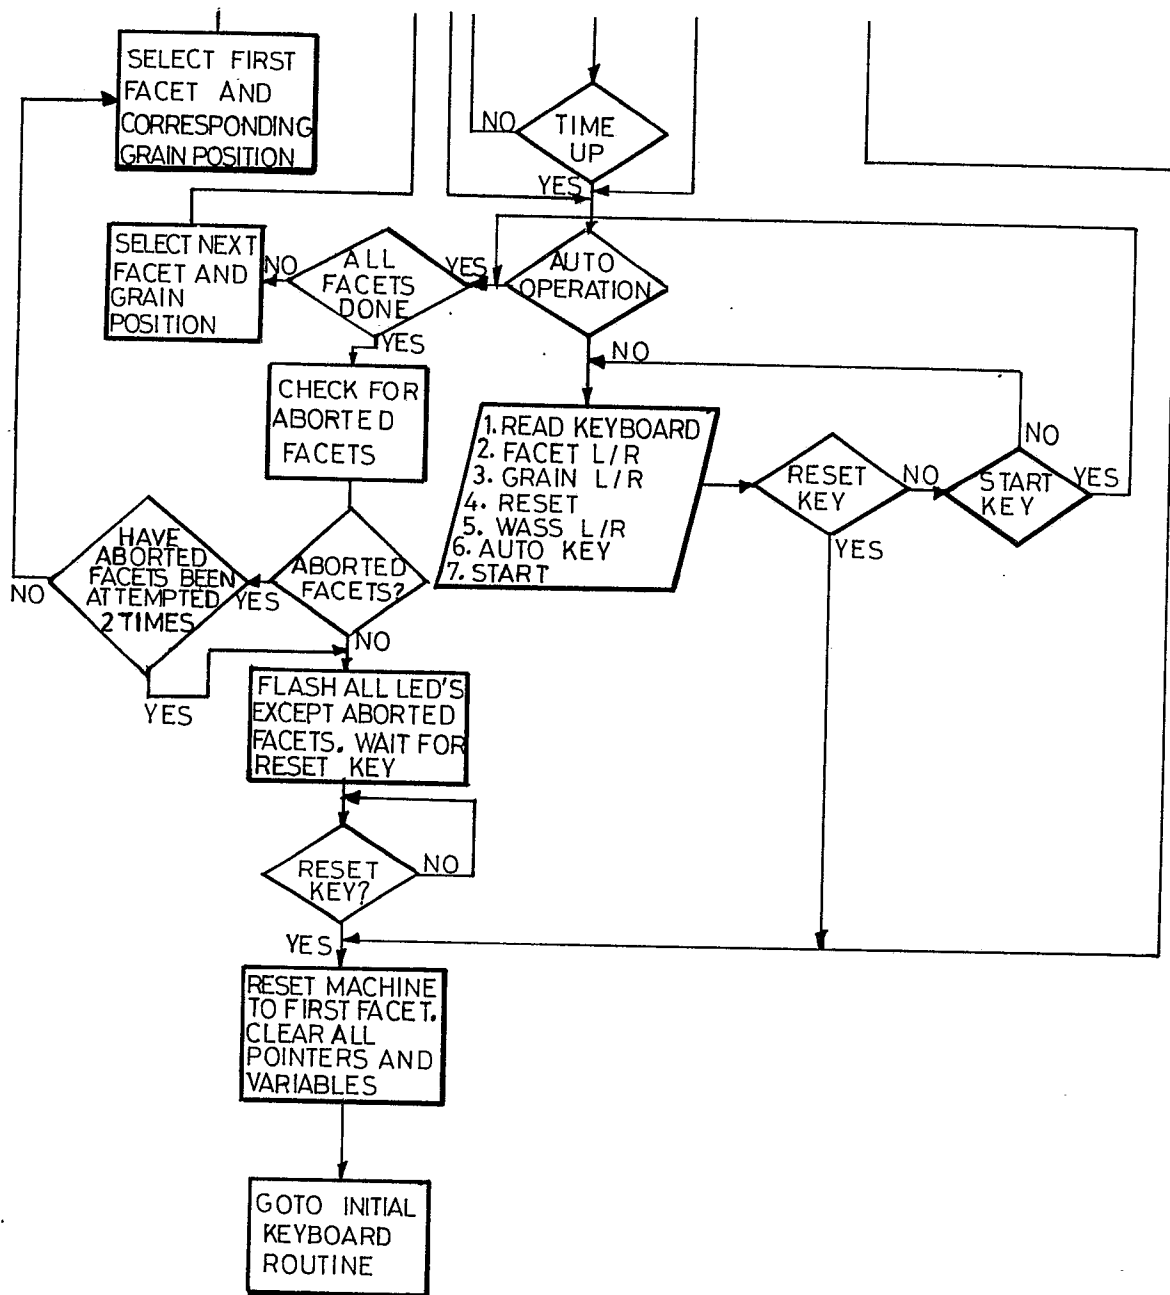 SELECT FIRST
FACET AND
CORRESPONDING
GRAIN POSITION
NO
TIME
UP
YES
SELECT NEXT
FACET AND
GRAIN
POSITION
NO
ALL
FACETS
DONE
YES
AUTO
OPERATION
YES
NO
CHECK FOR
ABORTED
FACETS
1. READ KEYBOARD
2. FACET L/R
3. GRAIN L/R
4. RESET
5. WASS L/R
6. AUTO KEY
7. START
RESET
KEY
NO
START
KEY
NO
YES
YES
HAVE
ABORTED
FACETS BEEN
ATTEMPTED
2 TIMES
NO
YES
ABORTED
FACETS?
NO
YES
FLASH ALL LED'S
EXCEPT ABORTED
FACETS. WAIT FOR
RESET KEY
RESET
KEY?
NO
YES
RESET MACHINE
TO FIRST FACET.
CLEAR ALL
POINTERS AND
VARIABLES
GOTO INITIAL
KEYBOARD
ROUTINE